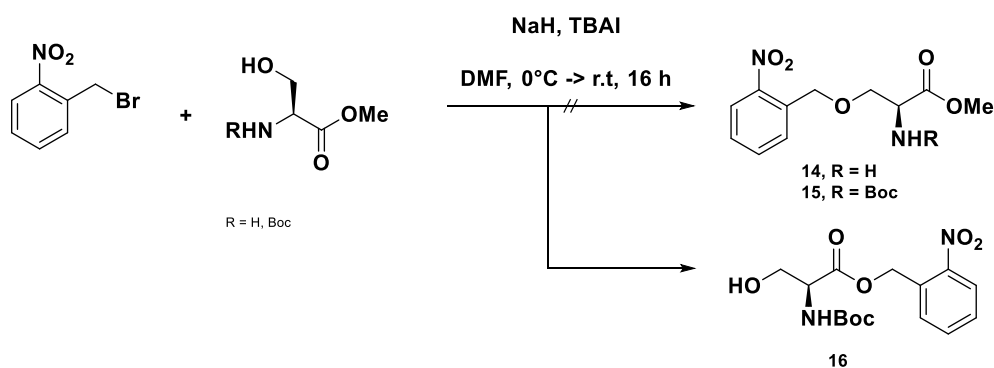 NaH, TBAI
DMF, 0°C -> r.t, 16 h
NO₂
Br
+
HO
RHN
OMe
O
R = H, Boc
NO₂
O
O
OMe
NHR
14, R = H
15, R = Boc
HO
O
O
NHBoc
NO₂
16